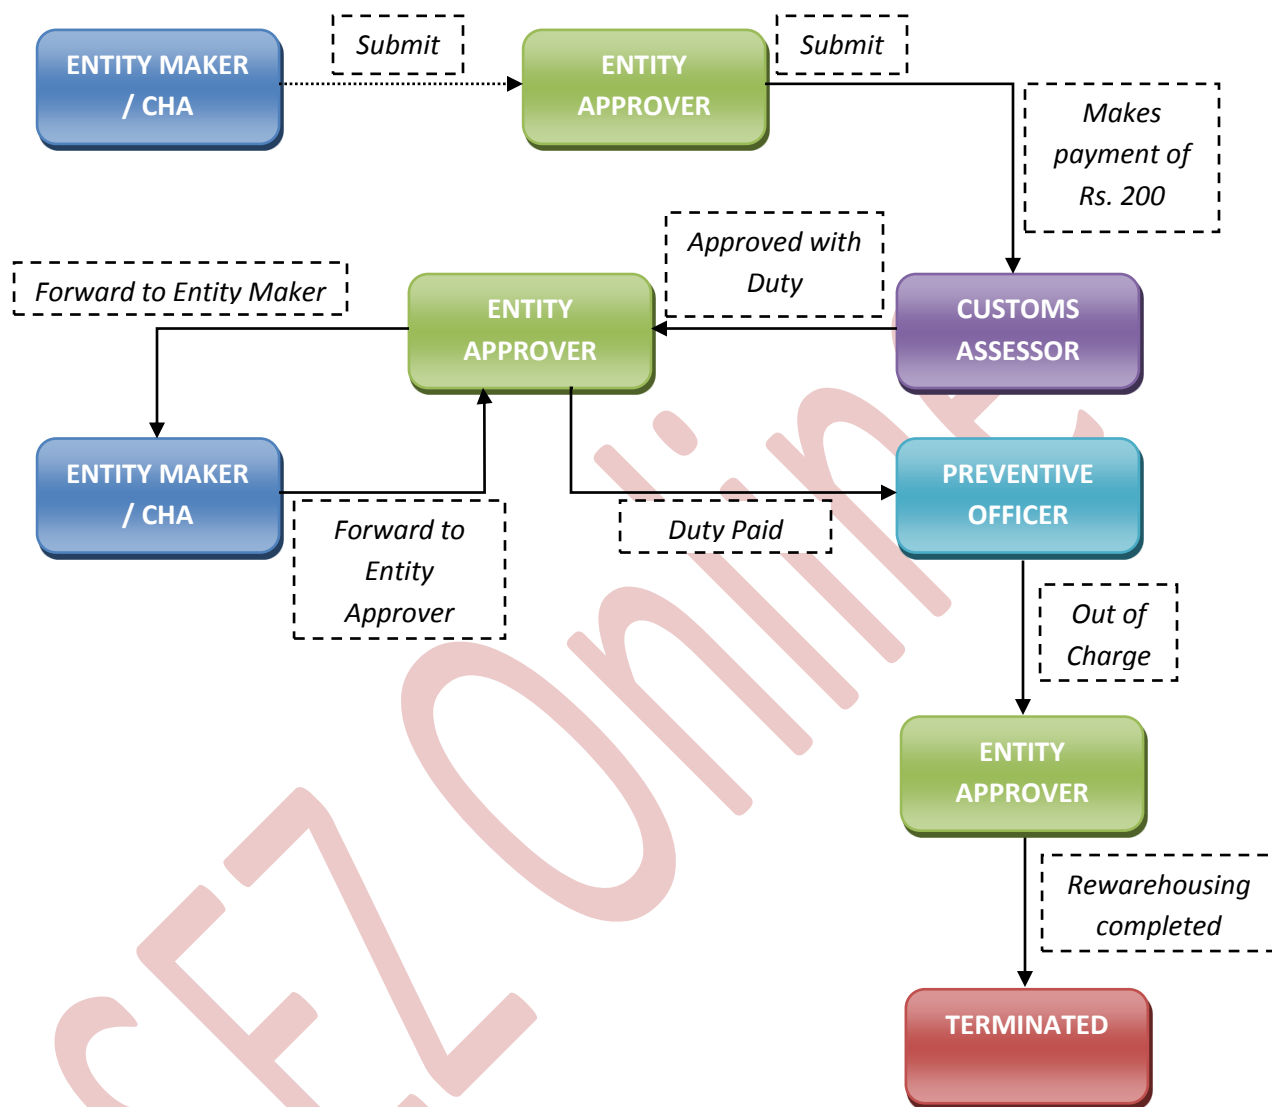 Submit
Submit
ENTITY MAKER
/ CHA
ENTITY
APPROVER
Makes
payment of
Rs. 200
Approved with
Duty
Forward to Entity Maker
ENTITY
APPROVER
CUSTOMS
ASSESSOR
ENTITY MAKER
/ CHA
PREVENTIVE
OFFICER
Forward to
Entity
Approver
Duty Paid
Out of
Charge
ENTITY
APPROVER
Rewarehousing
completed
TERMINATED
SEZ Online